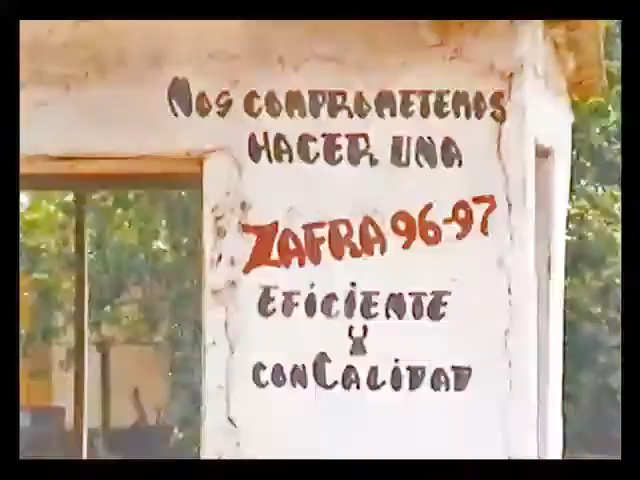 Nos comprometemos
hacer una
ZAFRA 96-97
Eficiente
Y
con Calidad